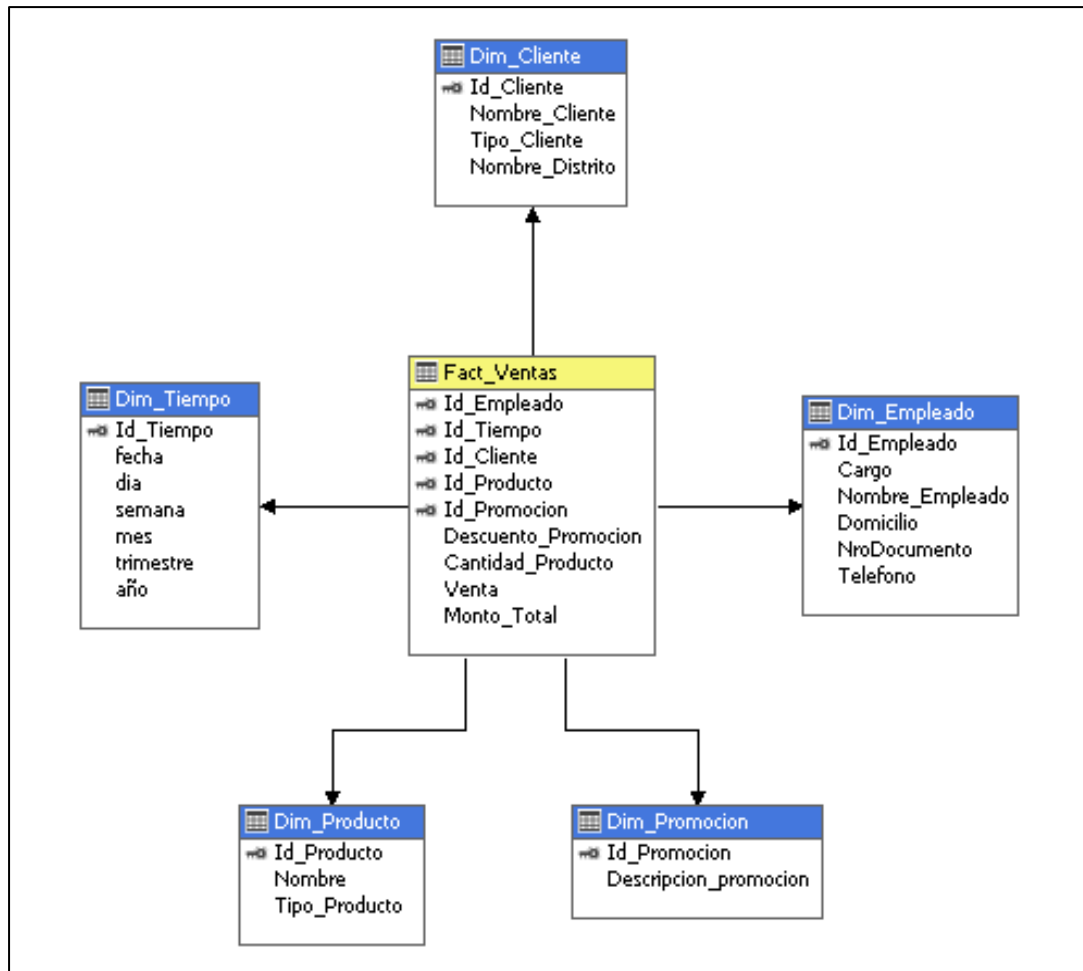 Dim_Cliente
Id_Cliente
Nombre_Cliente
Tipo_Cliente
Nombre_Distrito
Dim_Tiempo
Id_Tiempo
fecha
dia
semana
mes
trimestre
año
Fact_Ventas
Id_Empleado
Id_Tiempo
Id_Cliente
Id_Producto
Id_Promocion
Descuento_Promocion
Cantidad_Producto
Venta
Monto_Total
Dim_Empleado
Id_Empleado
Cargo
Nombre_Empleado
Domicilio
NroDocumento
Telefono
Dim_Producto
Id_Producto
Nombre
Tipo_Producto
Dim_Promocion
Id_Promocion
Descripcion_promocion